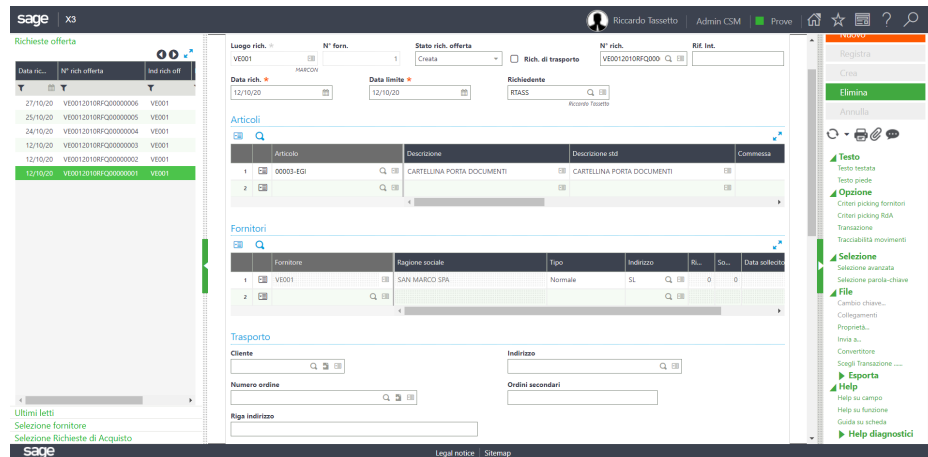 sage X3 Riccardo Tassetto Admin CSM Prove
Richieste offerta
Data ric... N° rich offerta Ind rich off
27/10/20 VE0012010RFQ00000006 VE001
25/10/20 VE0012010RFQ00000005 VE001
24/10/20 VE0012010RFQ00000004 VE001
12/10/20 VE0012010RFQ00000003 VE001
12/10/20 VE0012010RFQ00000002 VE001
12/10/20 VE0012010RFQ00000001 VE001
Ultimi letti
Selezione fornitore
Selezione Richieste di Acquisto
Luogo rich. * N° forn. Stato rich. offerta N° rich. Rif. Int.
VE001 1 Creata Rich. di trasporto VE0012010RFQ000
MARCON
Data rich. * Data limite * Richiedente
12/10/20 12/10/20 RTASS
Riccardo Tassetto
Articoli
Articolo Descrizione Descrizione std Commessa
1 00003-EGI CARTELLINA PORTA DOCUMENTI CARTELLINA PORTA DOCUMENTI
2
Fornitori
Fornitore Ragione sociale Tipo Indirizzo Ri... So... Data sollecito
1 VE001 SAN MARCO SPA Normale SL 0 0
2
Trasporto
Cliente Indirizzo
Numero ordine Ordini secondari
Riga indirizzo
Nuovo
Registra
Crea
Elimina
Annulla
Testo
Testo testata
Testo piede
Opzione
Criteri picking fornitori
Criteri picking RdA
Transazione
Tracciabilità movimenti
Selezione
Selezione avanzata
Selezione parola-chiave
File
Cambio chiave...
Collegamenti
Proprietà...
Invia a...
Convertitore
Scegli Transazione ......
Esporta
Help
Help su campo
Help su funzione
Guida su scheda
Help diagnostici
sage Legal notice Sitemap